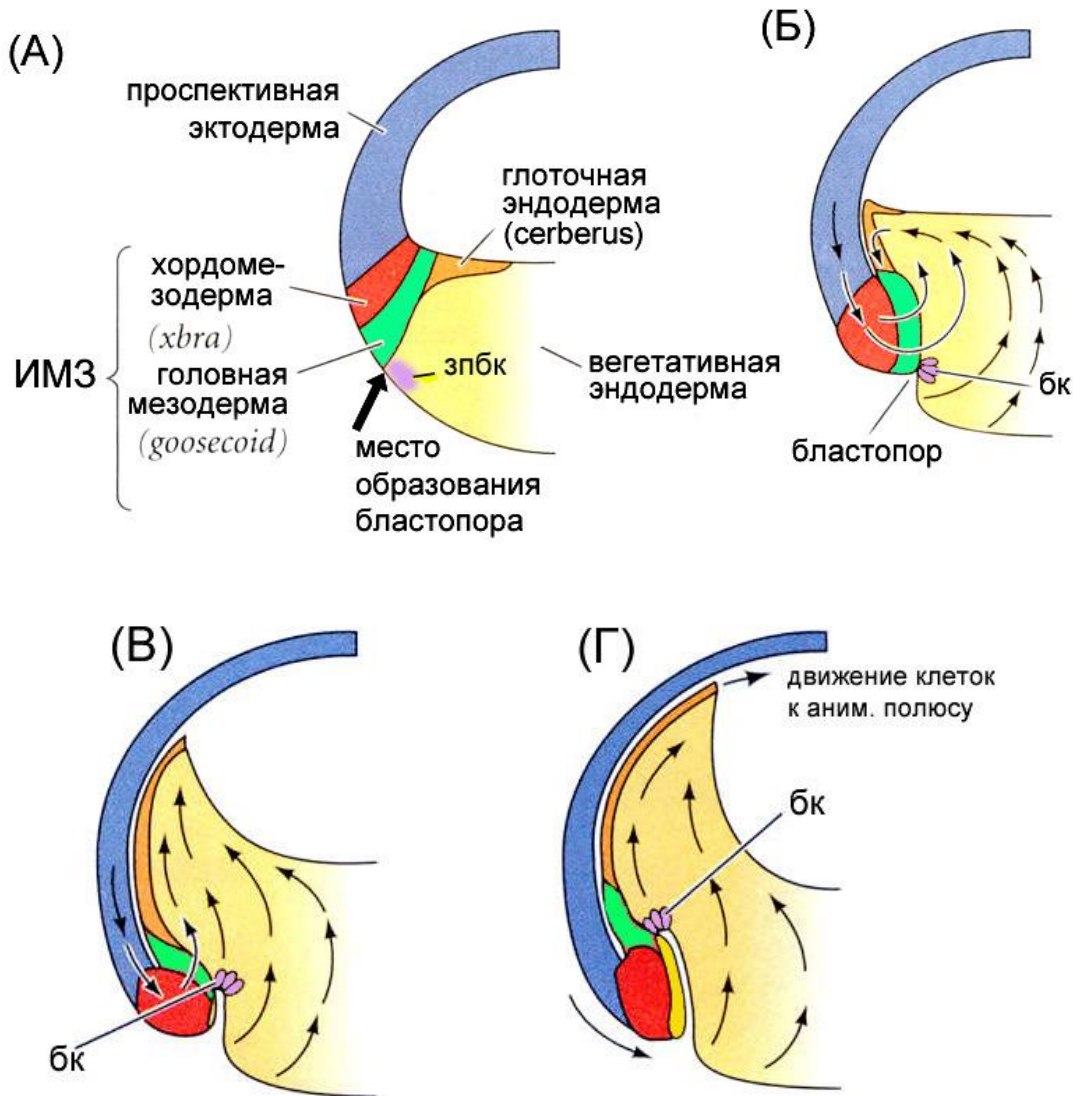 (А)
проспективная
эктодерма
глоточная
эндодерма
(cerberus)
хордоме-
зодерма
(xbra)
ИМЗ
головная
мезодерма
(goosecoid)
зпбк
вегетативная
эндодерма
место
образования
бластопора
(Б)
бк
бластопор
(В)
бк
(Г)
движение клеток
к аним. полюсу
бк